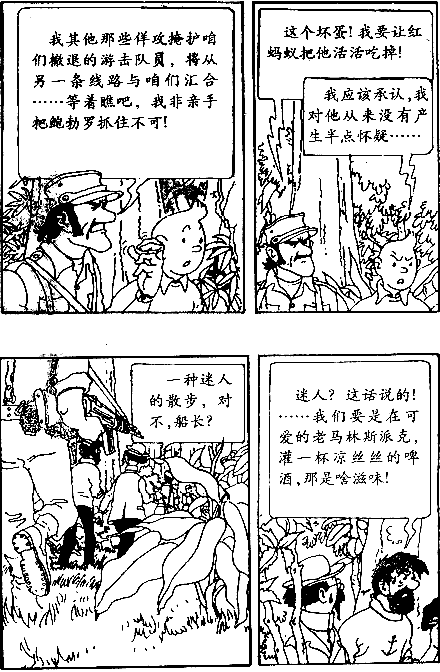 我其他那些佯攻掩护咱
们撤退的游击队员，将从
另一条线路与咱们汇合
……等着瞧吧，我非亲手
把鲍勃罗抓住不可！
这个坏蛋！我要让红
蚂蚁把他活活吃掉！
我应该承认，我
对他从来没有产
生半点怀疑……
一种迷人
的散步，对
不，船长？
迷人？这话说的！
……我们要是在可
爱的老马林斯派克，
灌一杯凉丝丝的啤
酒，那是啥滋味！